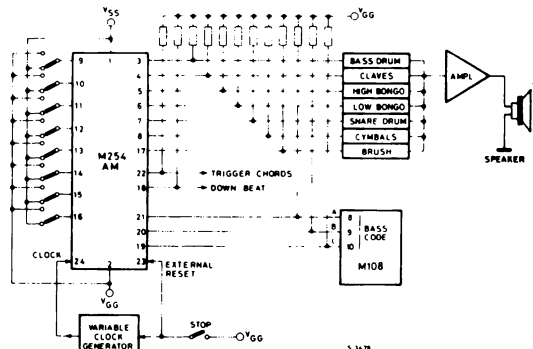 VSS
VGG
9
1
3
BASS DRUM
10
4
CLAVES
AMPL
11
5
HIGH BONGO
6
LOW BONGO
12
7
SNARE DRUM
13
M254
AM
8
CYMBALS
17
BRUSH
SPEAKER
14
22
TRIGGER CHORDS
15
18
DOWN BEAT
16
21
A
8
BASS
CODE
20
B
9
19
C
10
M108
CLOCK
24
2
23
EXTERNAL
RESET
VGG
VARIABLE
CLOCK
GENERATOR
STOP
VGG
S-3478